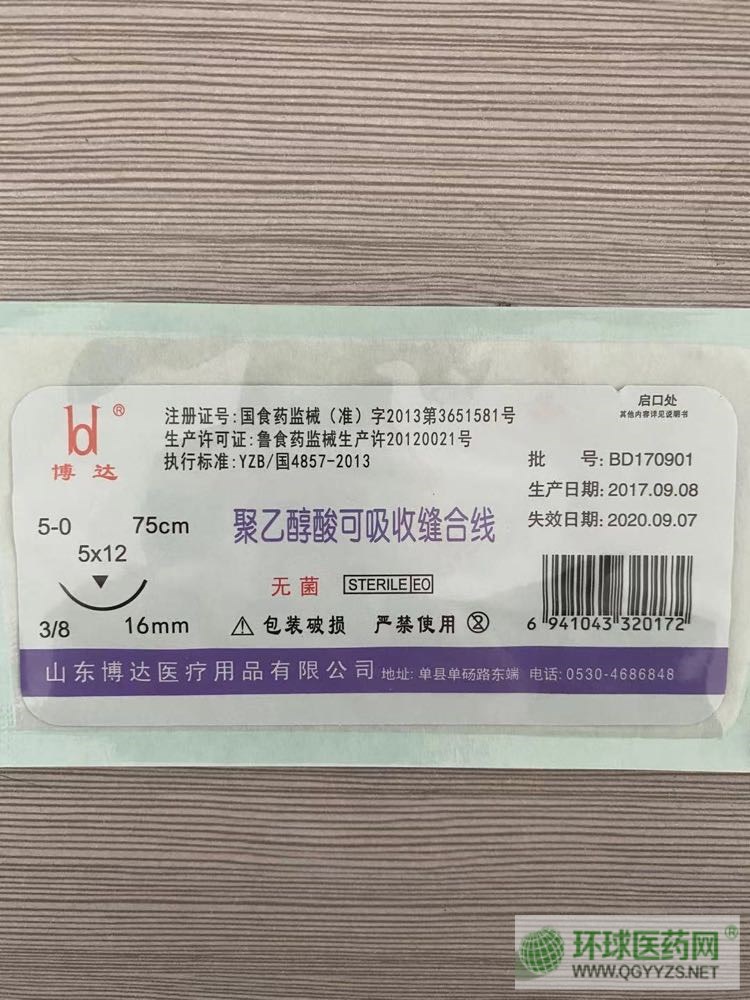 启口处
其他内容详见说明书
bd®
博达
注册证号:国食药监械(准)字2013第3651581号
生产许可证:鲁食药监械生产许20120021号
执行标准:YZB/国4857-2013
批 号: BD170901
生产日期: 2017.09.08
失效日期: 2020.09.07
5-0 75cm
5x12
3/8 16mm
聚乙醇酸可吸收缝合线
无菌 STERILE EO
⚠ 包装破损 严禁使用 ②
6 941043 320172
山东博达医疗用品有限公司 地址: 单县单砀路东端 电话: 0530-4686848
环球医药网®
WWW.QGYYZS.NET